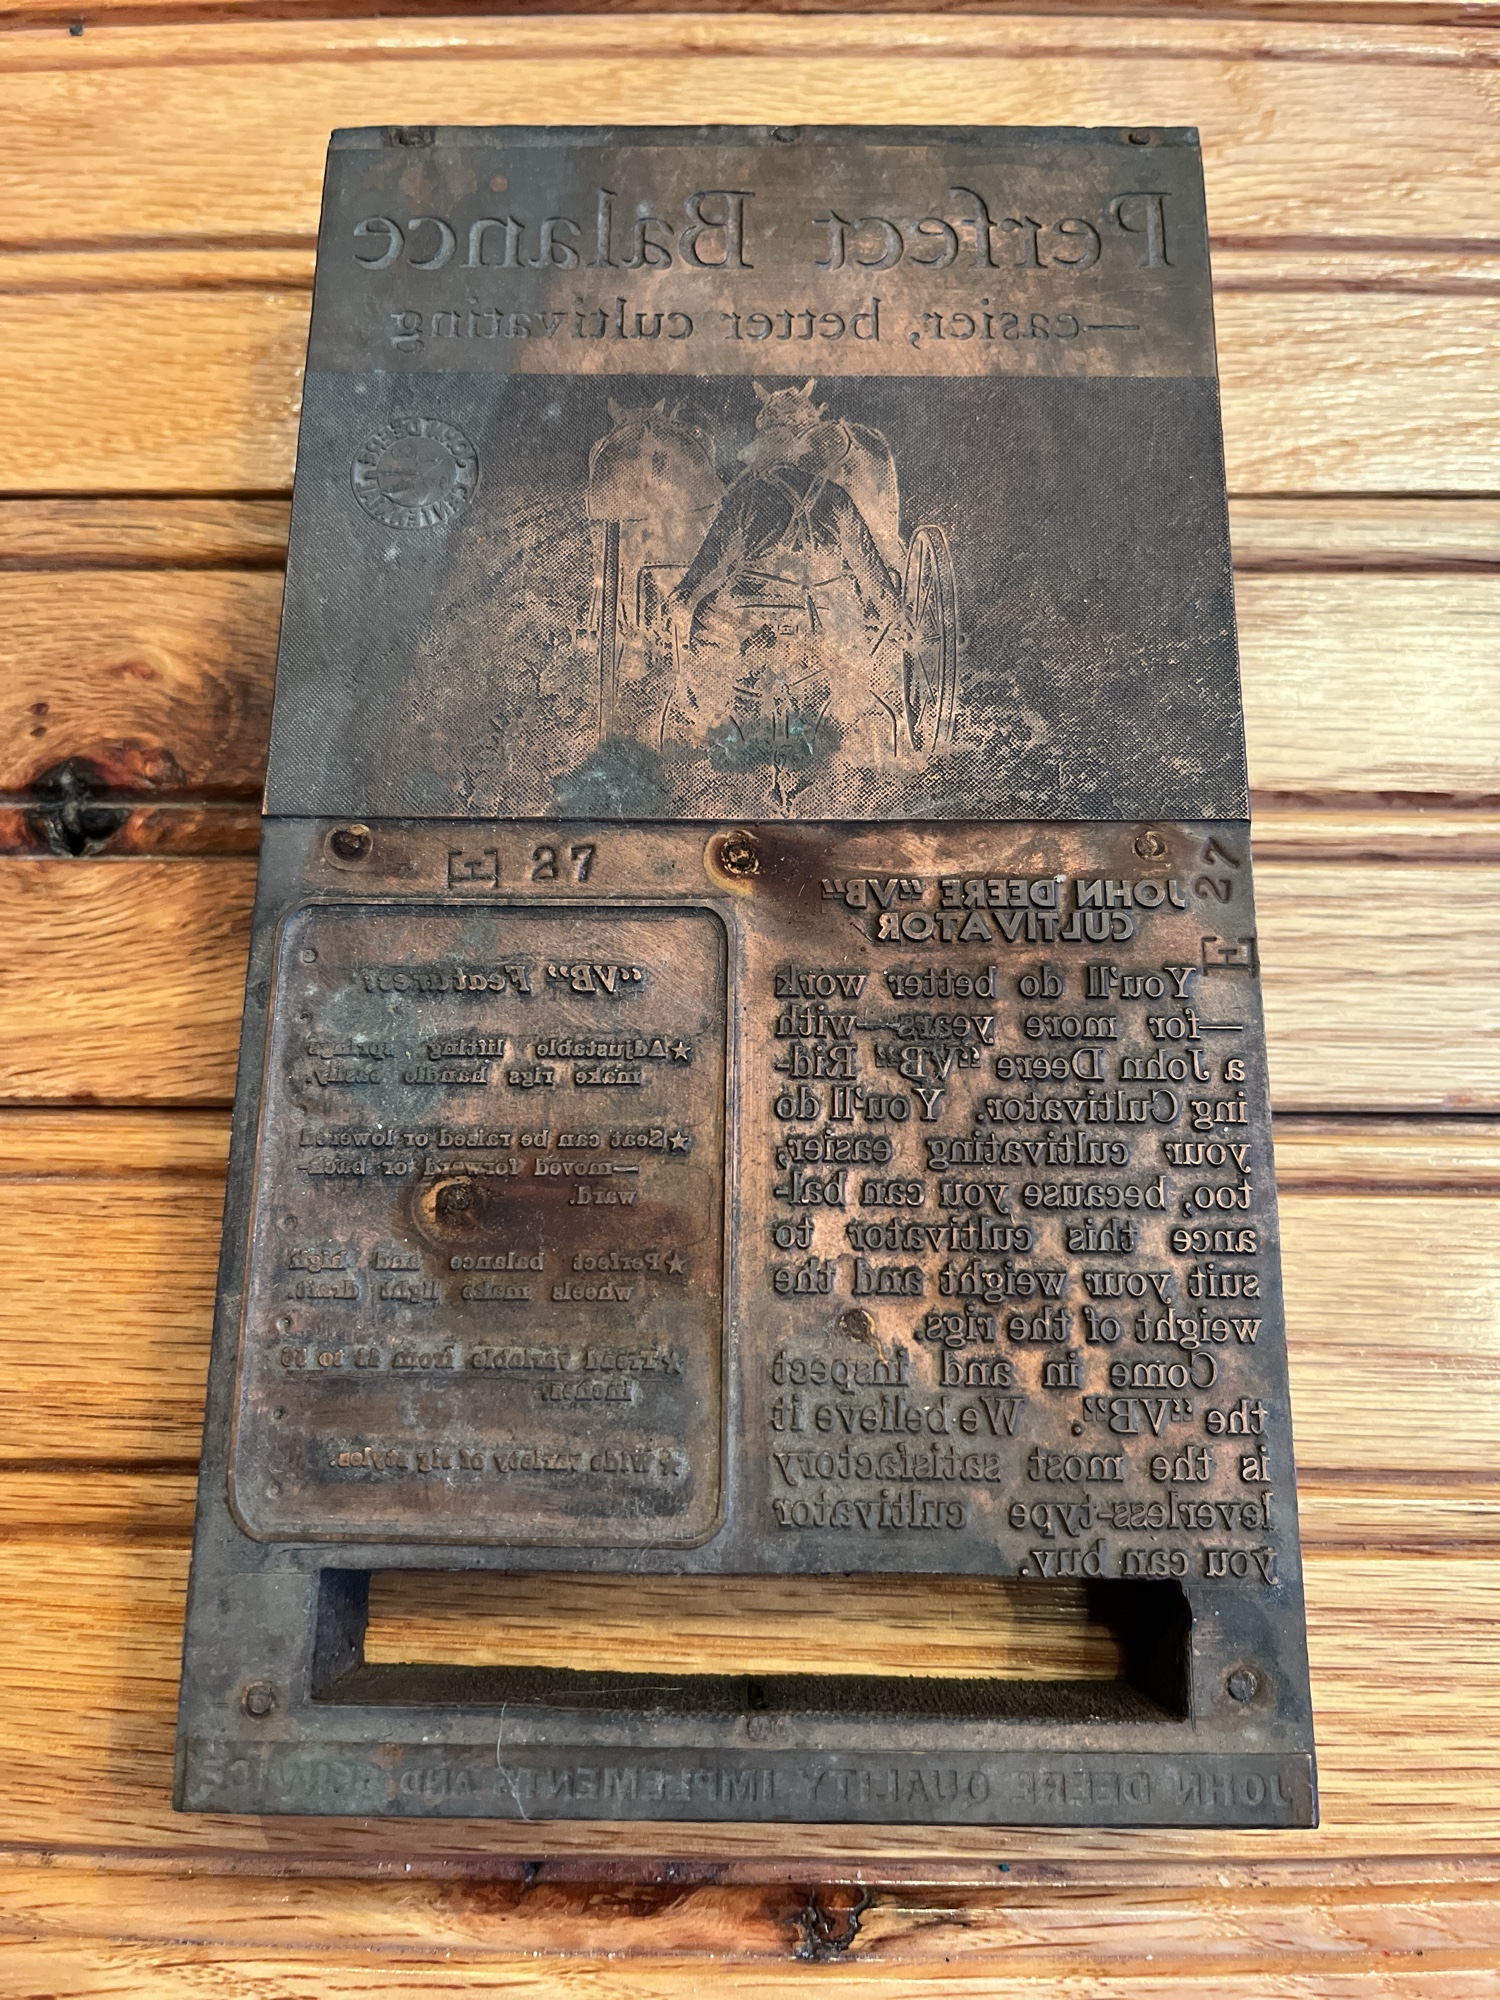 Perfect Balance
—easier, better cultivating
JOHN DEERE CENTENNIAL
E 27
E 27
JOHN DEERE "VB"
CULTIVATOR
You'll do better work
—for more years—with
a John Deere "VB" Rid-
ing Cultivator. You'll do
your cultivating easier,
too, because you can bal-
ance this cultivator to
suit your weight and the
weight of the rigs.
Come in and inspect
the "VB". We believe it
is the most satisfactory
leverless-type cultivator
you can buy.
"VB" Features
★Adjustable lifting springs
make rigs handle easily.
★Seat can be raised or lowered
—moved forward or back-
ward.
★Perfect balance and high
wheels make light draft.
★Tread variable from 42 to 56
inches.
★Wide variety of rig styles.
JOHN DEERE QUALITY IMPLEMENTS AND SERVICE